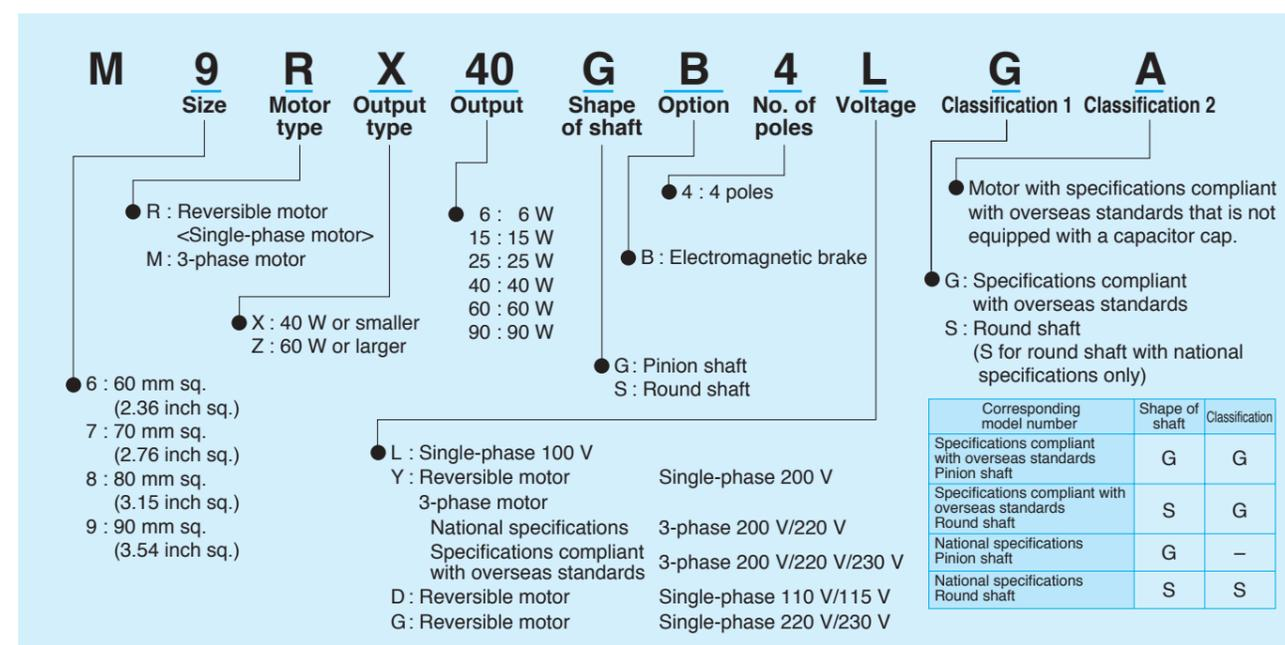 M 9 R X 40 G B 4 L G A
Size Motor type Output type Output Shape of shaft Option No. of poles Voltage Classification 1 Classification 2
R : Reversible motor
<Single-phase motor>
M : 3-phase motor
X : 40 W or smaller
Z : 60 W or larger
6 : 60 mm sq.
(2.36 inch sq.)
7 : 70 mm sq.
(2.76 inch sq.)
8 : 80 mm sq.
(3.15 inch sq.)
9 : 90 mm sq.
(3.54 inch sq.)
6 : 6 W
15 : 15 W
25 : 25 W
40 : 40 W
60 : 60 W
90 : 90 W
4 : 4 poles
B : Electromagnetic brake
G : Pinion shaft
S : Round shaft
L : Single-phase 100 V
Y : Reversible motor Single-phase 200 V
3-phase motor
National specifications 3-phase 200 V/220 V
Specifications compliant
with overseas standards 3-phase 200 V/220 V/230 V
D : Reversible motor Single-phase 110 V/115 V
G : Reversible motor Single-phase 220 V/230 V
Motor with specifications compliant
with overseas standards that is not
equipped with a capacitor cap.
G : Specifications compliant
with overseas standards
S : Round shaft
(S for round shaft with national
specifications only)
Corresponding model number Shape of shaft Classification
Specifications compliant
with overseas standards
Pinion shaft G G
Specifications compliant with
overseas standards
Round shaft S G
National specifications
Pinion shaft G –
National specifications
Round shaft S S